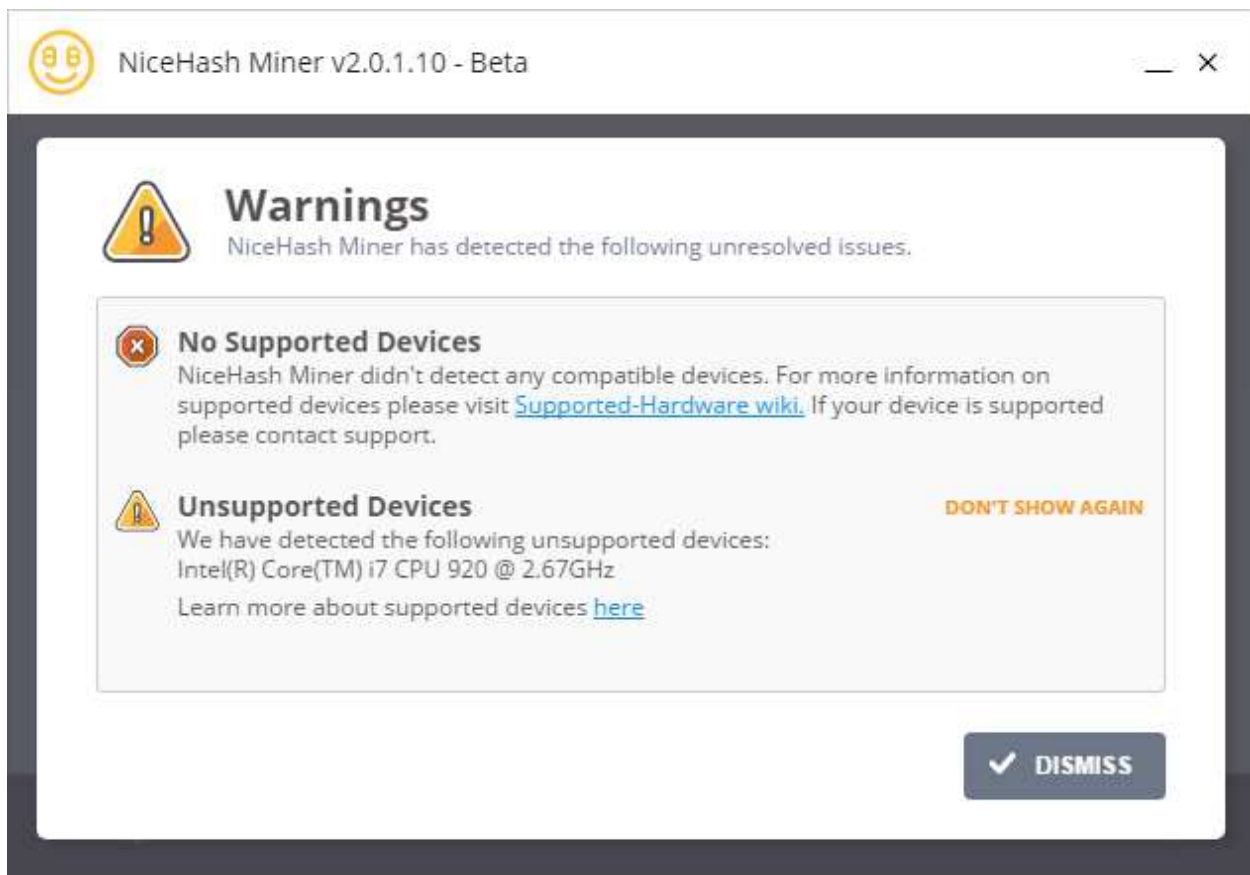 NiceHash Miner v2.0.1.10 - Beta
Warnings
NiceHash Miner has detected the following unresolved issues.
No Supported Devices
NiceHash Miner didn't detect any compatible devices. For more information on
supported devices please visit Supported-Hardware wiki. If your device is supported
please contact support.
Unsupported Devices
DON'T SHOW AGAIN
We have detected the following unsupported devices:
Intel(R) Core(TM) i7 CPU 920 @ 2.67GHz
Learn more about supported devices here
DISMISS